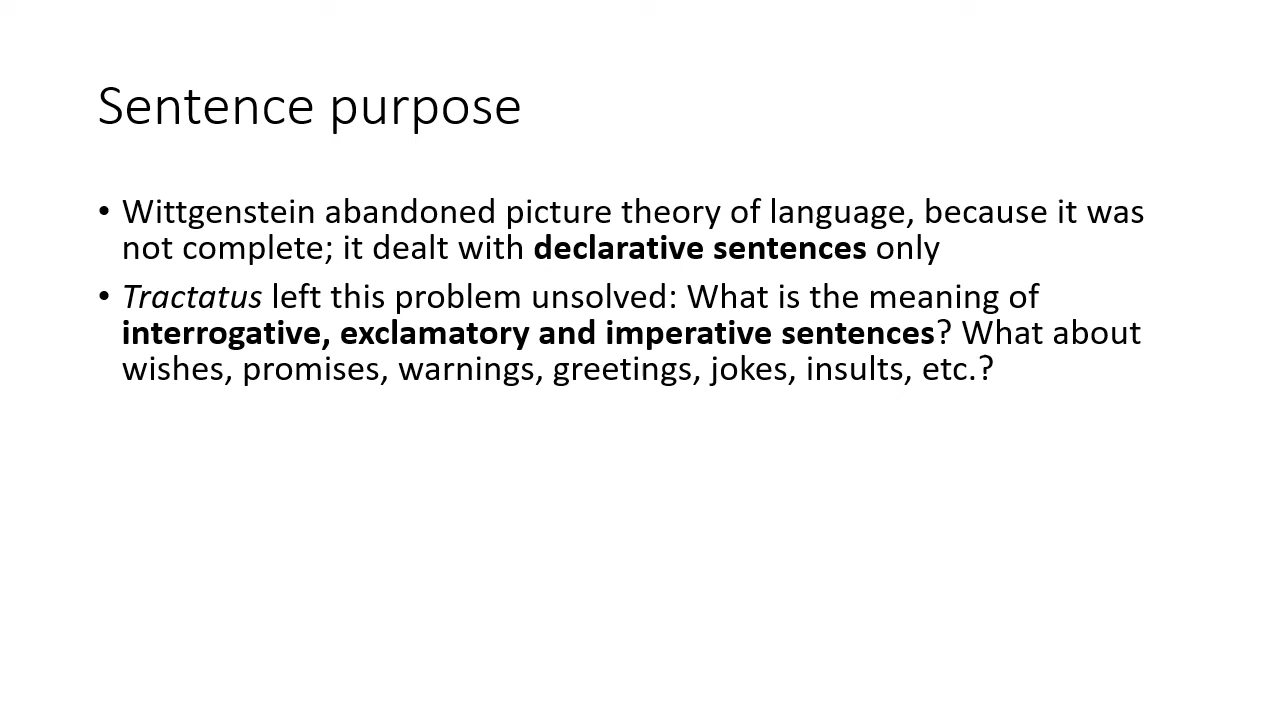 Sentence purpose
• Wittgenstein abandoned picture theory of language, because it was
not complete; it dealt with declarative sentences only
• Tractatus left this problem unsolved: What is the meaning of
interrogative, exclamatory and imperative sentences? What about
wishes, promises, warnings, greetings, jokes, insults, etc.?